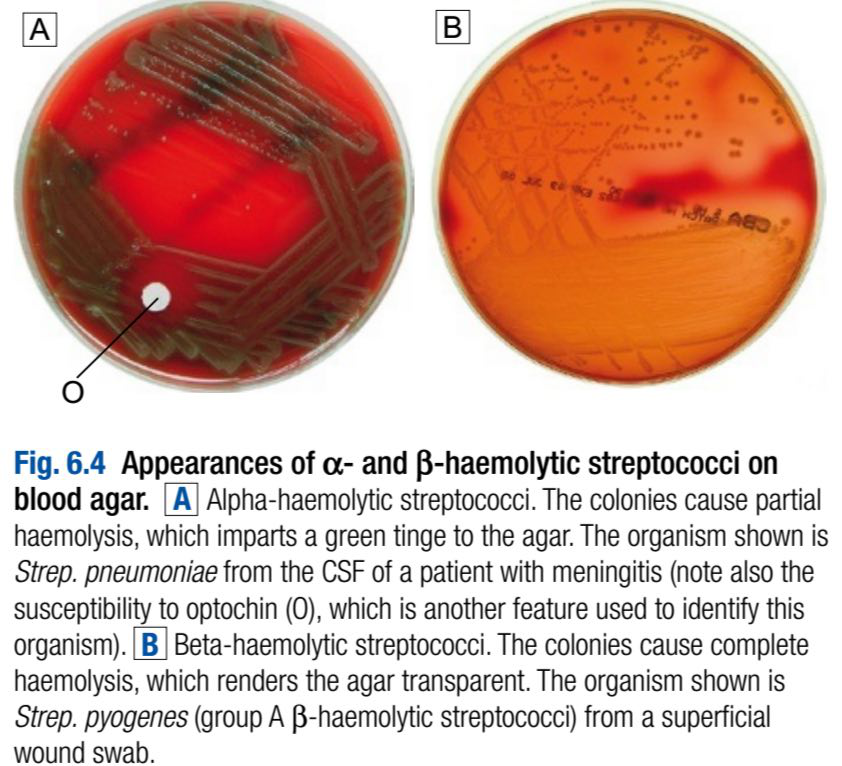 A
B
O
Fig. 6.4 Appearances of α- and β-haemolytic streptococci on
blood agar. A Alpha-haemolytic streptococci. The colonies cause partial
haemolysis, which imparts a green tinge to the agar. The organism shown is
Strep. pneumoniae from the CSF of a patient with meningitis (note also the
susceptibility to optochin (O), which is another feature used to identify this
organism). B Beta-haemolytic streptococci. The colonies cause complete
haemolysis, which renders the agar transparent. The organism shown is
Strep. pyogenes (group A β-haemolytic streptococci) from a superficial
wound swab.